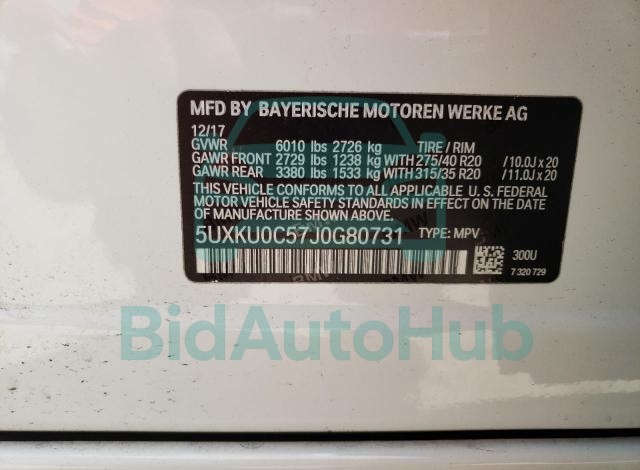 MFD BY BAYERISCHE MOTOREN WERKE AG
12/17
GVWR 6010 lbs 2726 kg TIRE / RIM
GAWR FRONT 2729 lbs 1238 kg WITH 275/40 R20 /10.0J x 20
GAWR REAR 3380 lbs 1533 kg WITH 315/35 R20 /11.0J x 20
THIS VEHICLE CONFORMS TO ALL APPLICABLE U. S. FEDERAL
MOTOR VEHICLE SAFETY STANDARDS IN EFFECT ON THE DATE
OF MANUFACTURE SHOWN ABOVE.
5UXKU0C57J0G80731 TYPE: MPV
300U
7 320 729
BidAutoHub